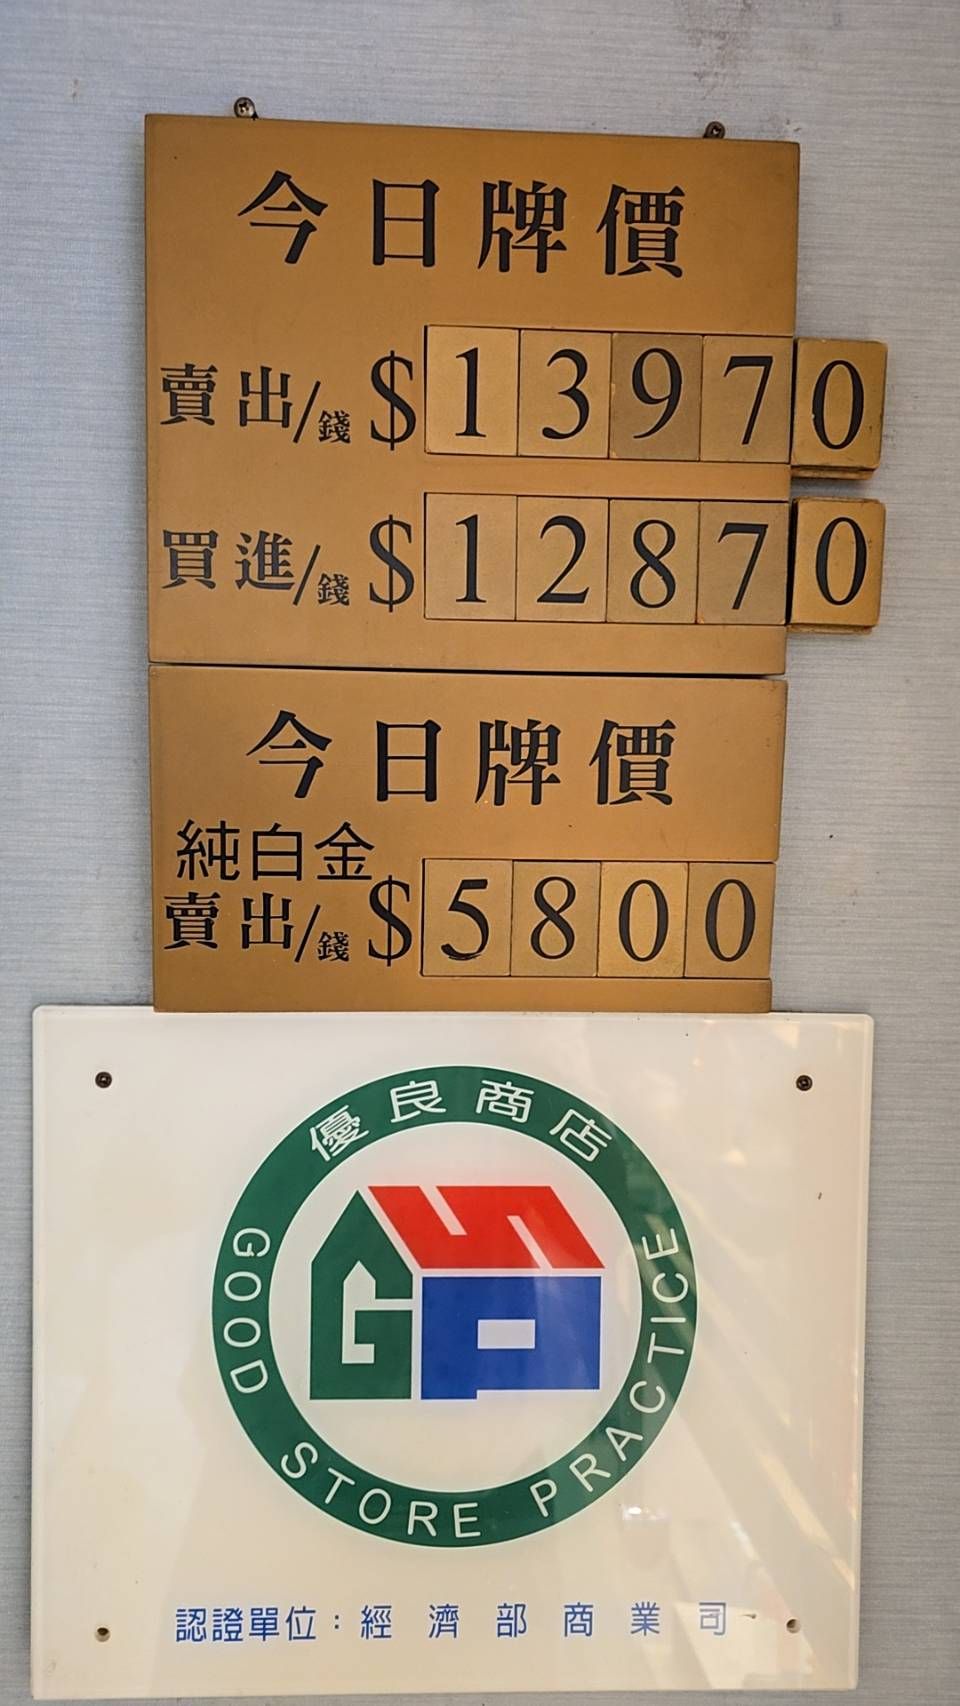 今日牌價
賣出/錢 $13970
買進/錢 $12870
今日牌價
純白金
賣出/錢 $5800
優良商店
GSP
GOOD STORE PRACTICE
認證單位：經濟部商業司